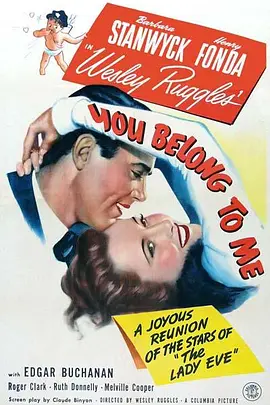 Barbara Henry
STANWYCK FONDA
IN Wesley Ruggles'
YOU BELONG TO ME
A JOYOUS
REUNION
OF THE STARS OF
"The
LADY EVE"
with EDGAR BUCHANAN
Roger Clark · Ruth Donnelly · Melville Cooper
Screen play by Claude Binyon · DIRECTED BY WESLEY RUGGLES · A COLUMBIA PICTURE